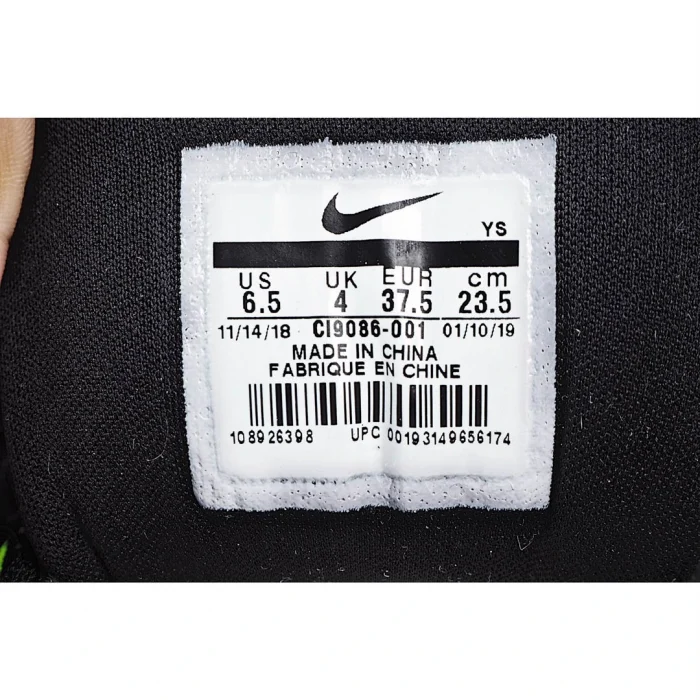 YS
US UK EUR cm
6.5 4 37.5 23.5
11/14/18 CI9086-001 01/10/19
MADE IN CHINA
FABRIQUE EN CHINE
108926398 UPC 00193149656174